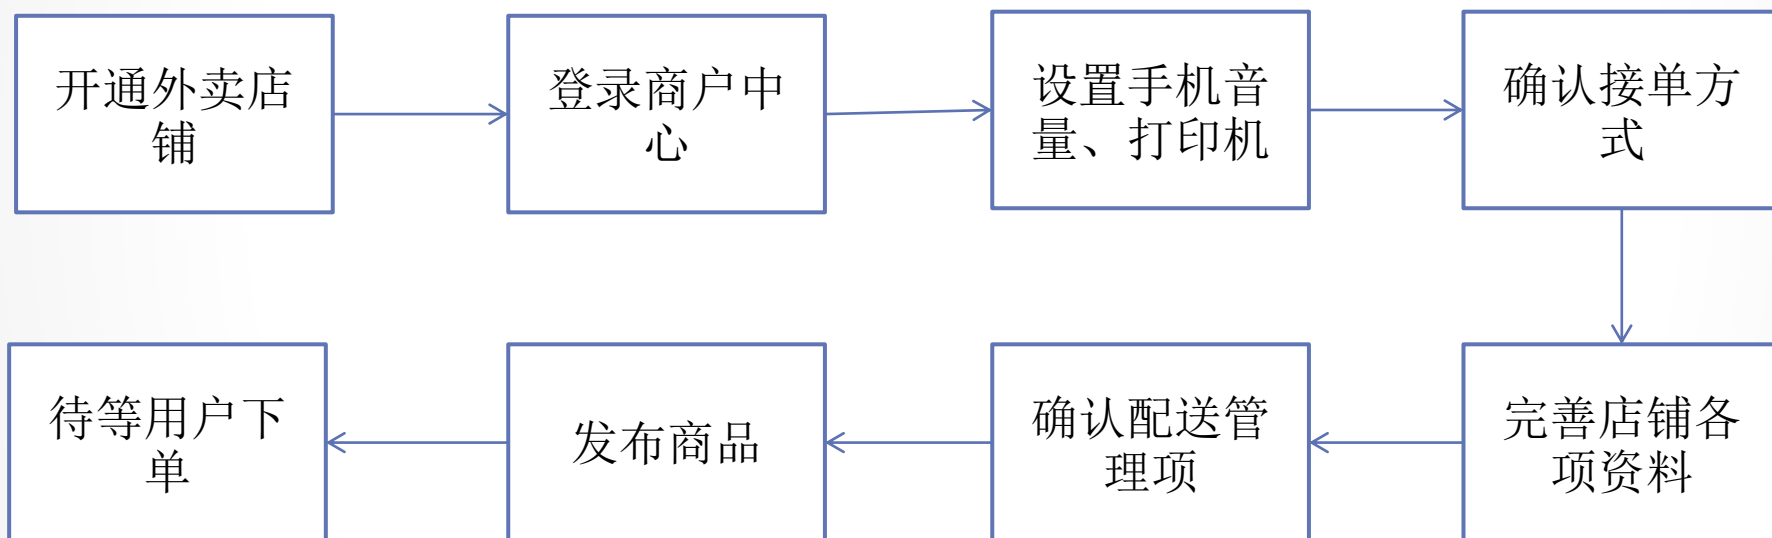 开通外卖店
铺
登录商户中
心
设置手机音
量、打印机
确认接单方
式
完善店铺各
项资料
确认配送管
理项
发布商品
待等用户下
单